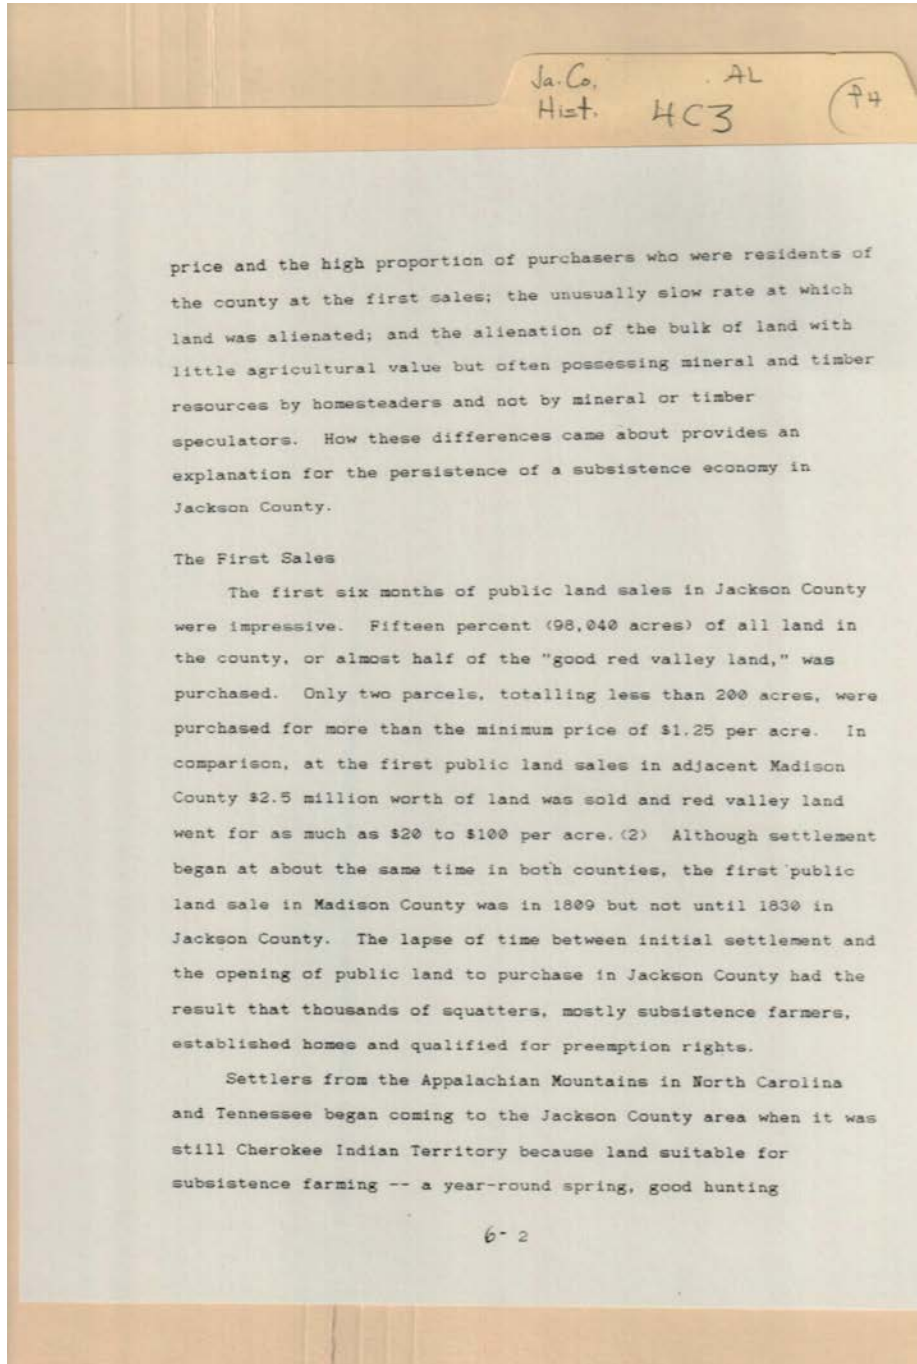 Ja. Co. AL
Hist. 4C3 P4
price and the high proportion of purchasers who were residents of
the county at the first sales; the unusually slow rate at which
land was alienated; and the alienation of the bulk of land with
little agricultural value but often possessing mineral and timber
resources by homesteaders and not by mineral or timber
speculators. How these differences came about provides an
explanation for the persistence of a subsistence economy in
Jackson County.
The First Sales
The first six months of public land sales in Jackson County
were impressive. Fifteen percent (98,040 acres) of all land in
the county, or almost half of the "good red valley land," was
purchased. Only two parcels, totalling less than 200 acres, were
purchased for more than the minimum price of $1.25 per acre. In
comparison, at the first public land sales in adjacent Madison
County $2.5 million worth of land was sold and red valley land
went for as much as $20 to $100 per acre.(2) Although settlement
began at about the same time in both counties, the first public
land sale in Madison County was in 1809 but not until 1830 in
Jackson County. The lapse of time between initial settlement and
the opening of public land to purchase in Jackson County had the
result that thousands of squatters, mostly subsistence farmers,
established homes and qualified for preemption rights.
Settlers from the Appalachian Mountains in North Carolina
and Tennessee began coming to the Jackson County area when it was
still Cherokee Indian Territory because land suitable for
subsistence farming -- a year-round spring, good hunting
6- 2